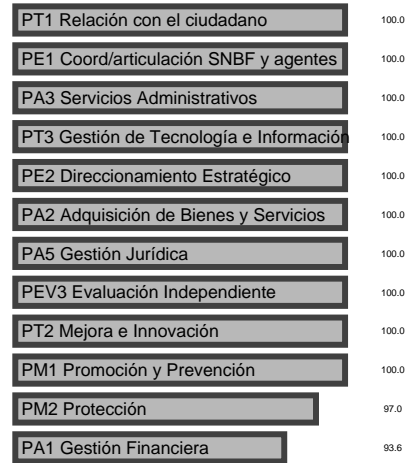 PT1 Relación con el ciudadano 100.0
PE1 Coord/articulación SNBF y agentes 100.0
PA3 Servicios Administrativos 100.0
PT3 Gestión de Tecnología e Información 100.0
PE2 Direccionamiento Estratégico 100.0
PA2 Adquisición de Bienes y Servicios 100.0
PA5 Gestión Jurídica 100.0
PEV3 Evaluación Independiente 100.0
PT2 Mejora e Innovación 100.0
PM1 Promoción y Prevención 100.0
PM2 Protección 97.0
PA1 Gestión Financiera 93.6